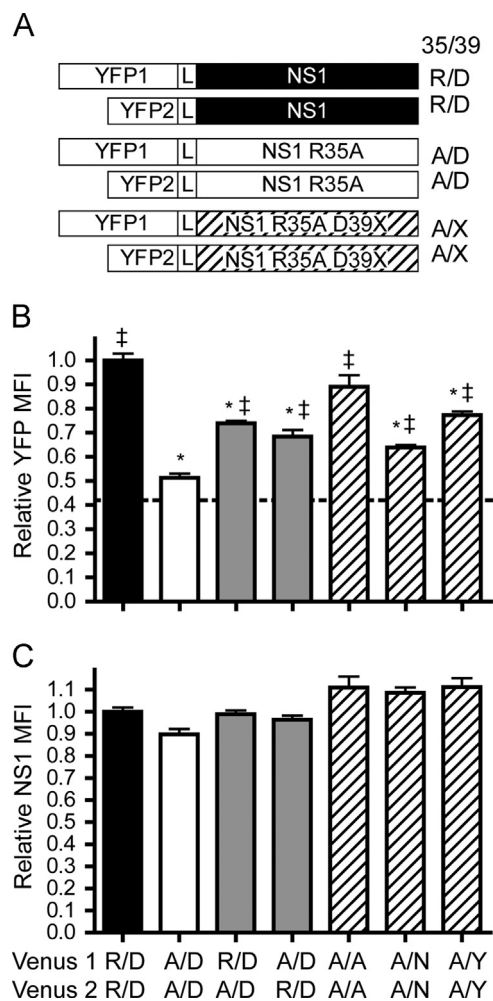 A
35/39
YFP1 L NS1 R/D
YFP2 L NS1 R/D
YFP1 L NS1 R35A A/D
YFP2 L NS1 R35A A/D
YFP1 L NS1 R35A D39X A/X
YFP2 L NS1 R35A D39X A/X
B
Relative YFP MFI
1.0
0.9
0.8
0.7
0.6
0.5
0.4
0.3
0.2
0.1
0.0
‡ * *‡ *‡ ‡ *‡ *‡
C
Relative NS1 MFI
1.1
1.0
0.9
0.8
0.7
0.6
0.5
0.4
0.3
0.2
0.1
0.0
Venus 1 R/D A/D R/D A/D A/A A/N A/Y
Venus 2 R/D A/D A/D R/D A/A A/N A/Y